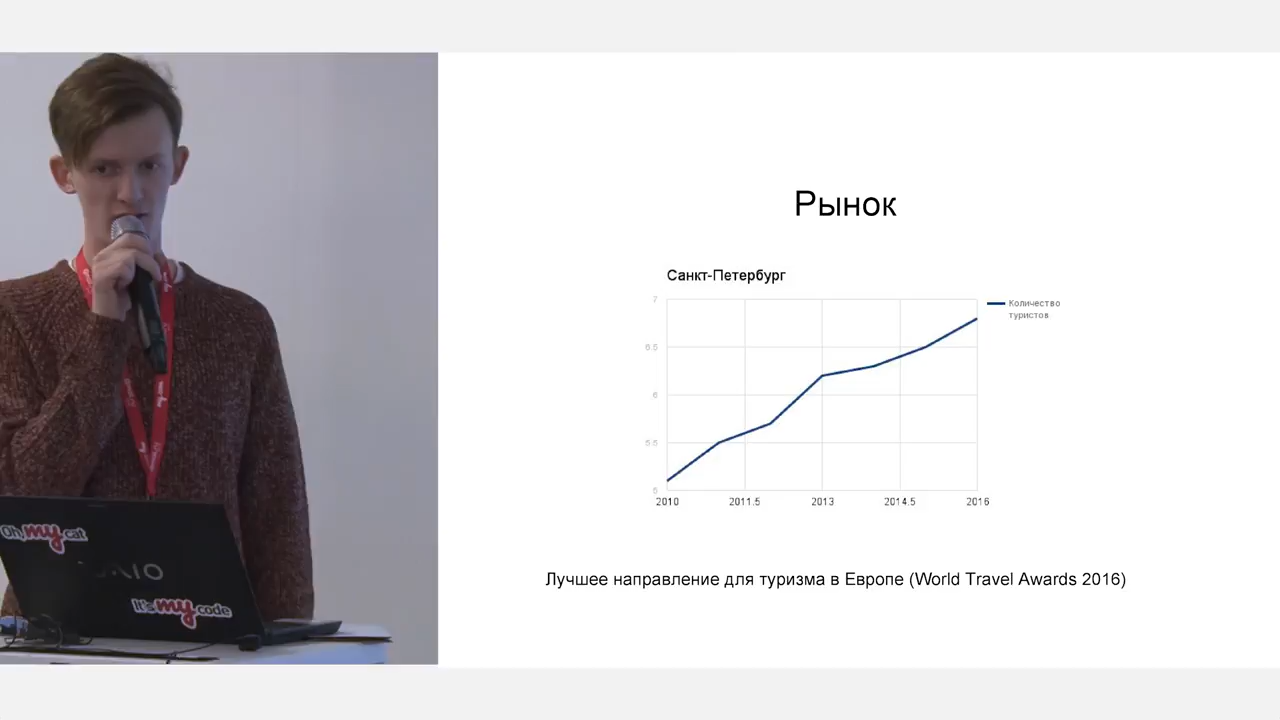 Рынок
Санкт-Петербург
7
6.5
6
5.5
5
2010
2011.5
2013
2014.5
2016
Количество
туристов
Лучшее направление для туризма в Европе (World Travel Awards 2016)
Oh, my cat
It's my code